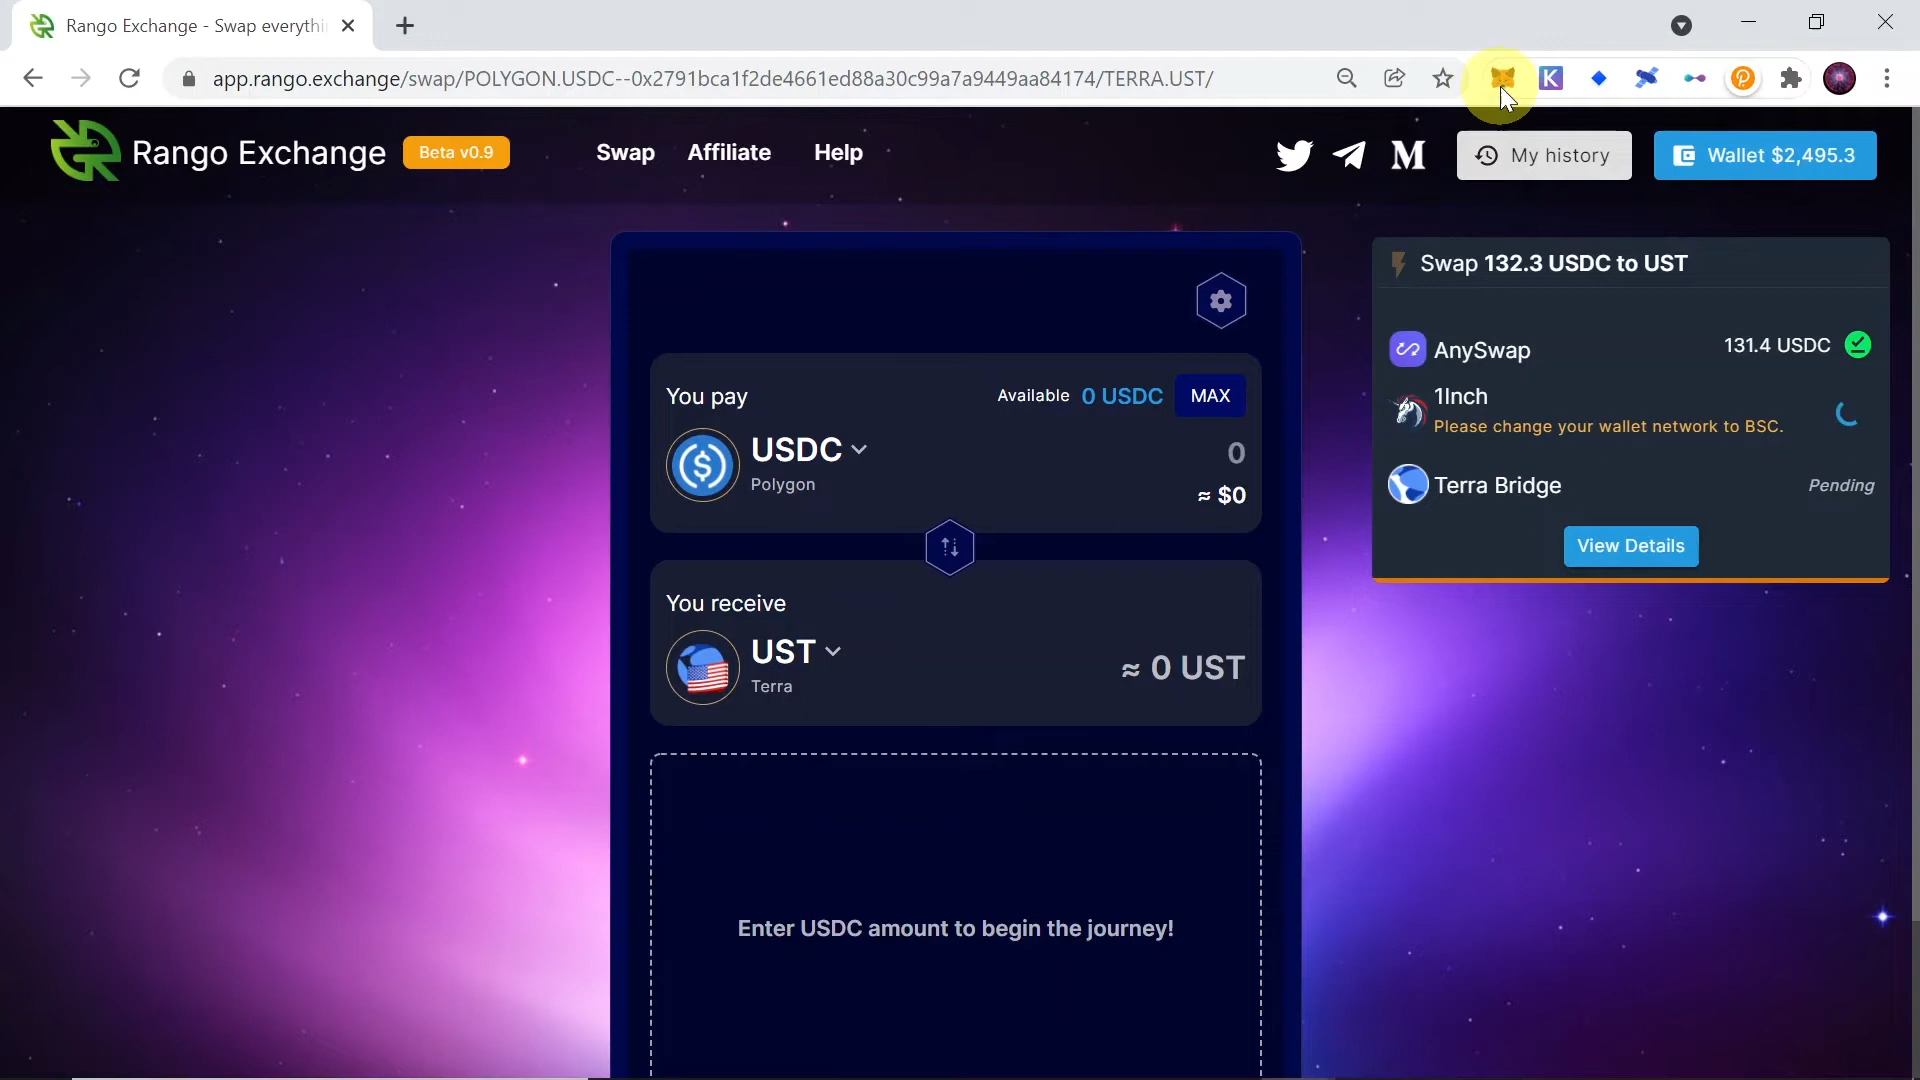 Rango Exchange - Swap everythi
app.rango.exchange/swap/POLYGON.USDC--0x2791bca1f2de4661ed88a30c99a7a9449aa84174/TERRA.UST/
Rango Exchange
Beta v0.9
Swap
Affiliate
Help
My history
Wallet $2,495.3
You pay
Available 0 USDC
MAX
USDC
Polygon
0
≈ $0
You receive
UST
Terra
≈ 0 UST
Enter USDC amount to begin the journey!
Swap 132.3 USDC to UST
AnySwap
131.4 USDC
1Inch
Please change your wallet network to BSC.
Terra Bridge
Pending
View Details